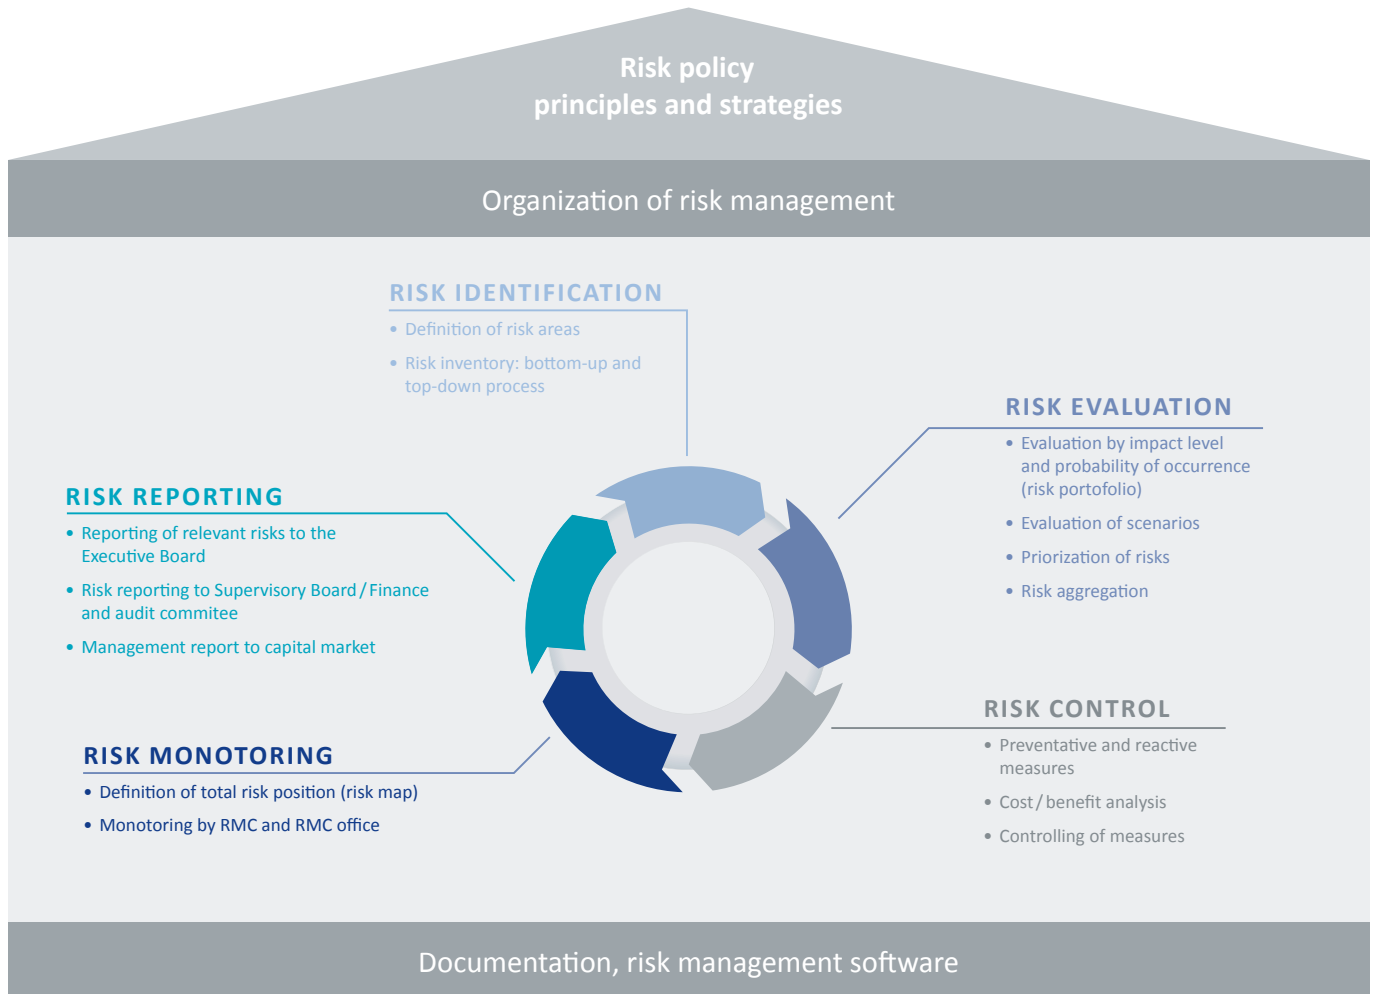 Risk policy
principles and strategies
Organization of risk management
RISK IDENTIFICATION
• Definition of risk areas
• Risk inventory: bottom-up and
top-down process
RISK EVALUATION
• Evaluation by impact level
and probability of occurrence
(risk portofolio)
• Evaluation of scenarios
• Priorization of risks
• Risk aggregation
RISK REPORTING
• Reporting of relevant risks to the
Executive Board
• Risk reporting to Supervisory Board / Finance
and audit commitee
• Management report to capital market
RISK CONTROL
• Preventative and reactive
measures
• Cost / benefit analysis
• Controlling of measures
RISK MONOTORING
• Definition of total risk position (risk map)
• Monotoring by RMC and RMC office
Documentation, risk management software